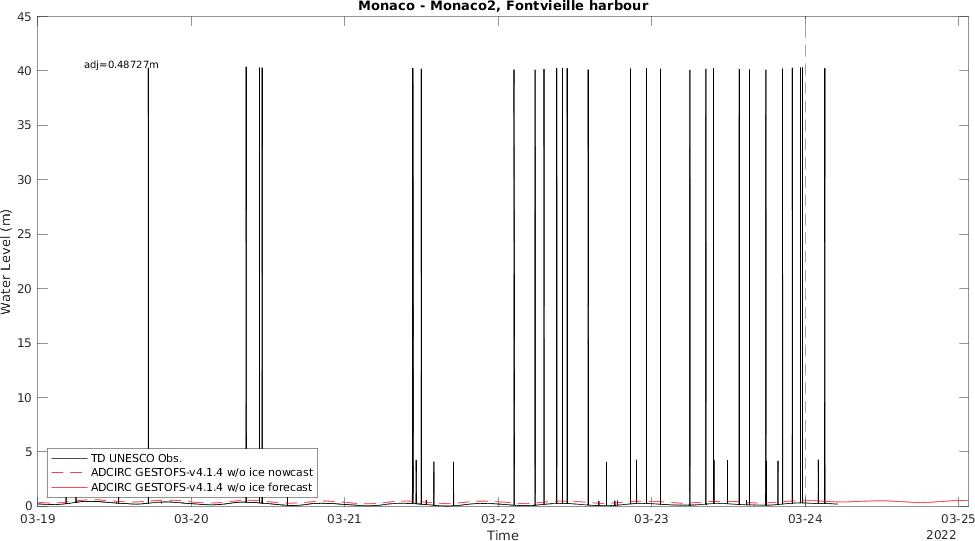 Monaco - Monaco2, Fontvieille harbour
adj=0.48727m
45
40
35
30
25
20
15
10
5
0
Water Level (m)
TD UNESCO Obs.
ADCIRC GESTOFS-v4.1.4 w/o ice nowcast
ADCIRC GESTOFS-v4.1.4 w/o ice forecast
03-19 03-20 03-21 03-22 03-23 03-24 03-25
Time
2022